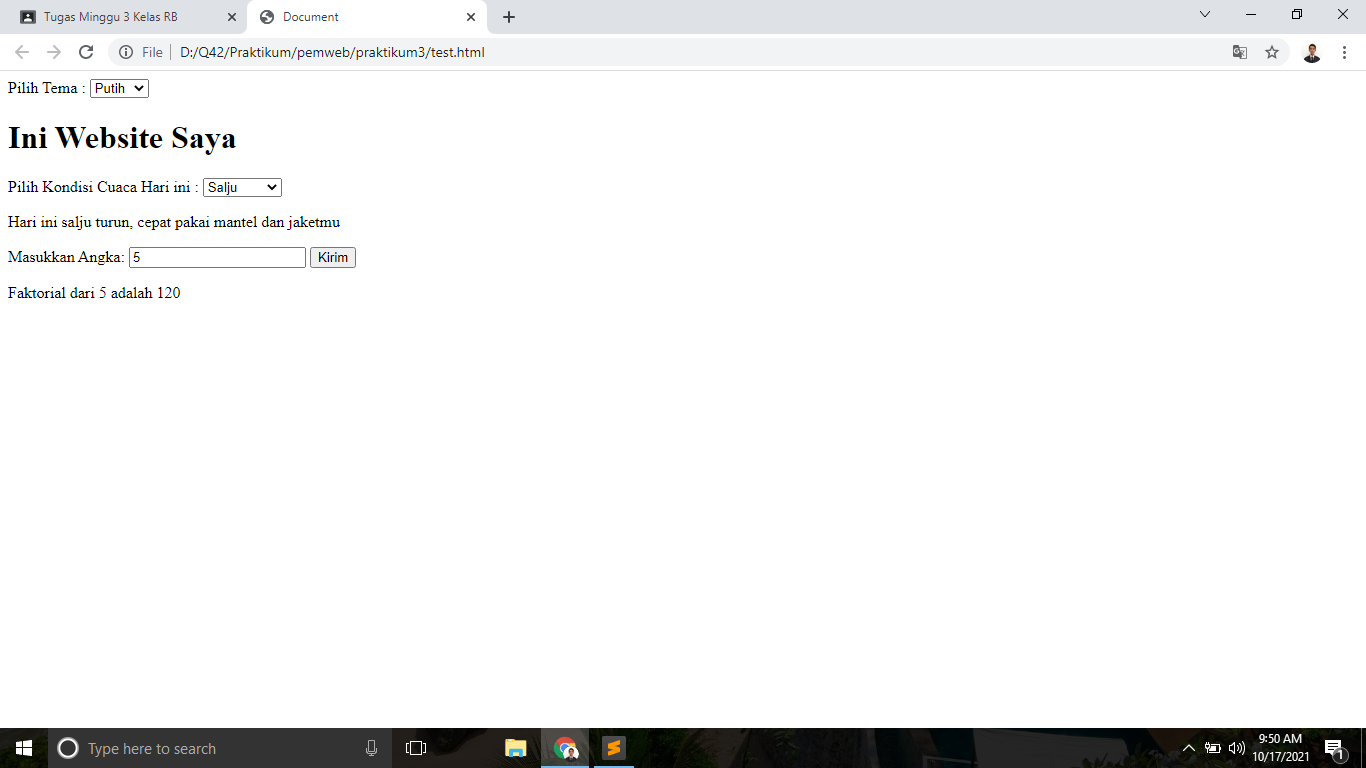 Tugas Minggu 3 Kelas RB
Document
File
D:/Q42/Praktikum/pemweb/praktikum3/test.html
Pilih Tema : Putih
Ini Website Saya
Pilih Kondisi Cuaca Hari ini : Salju
Hari ini salju turun, cepat pakai mantel dan jaketmu
Masukkan Angka: 5 Kirim
Faktorial dari 5 adalah 120
Type here to search
9:50 AM
10/17/2021
1